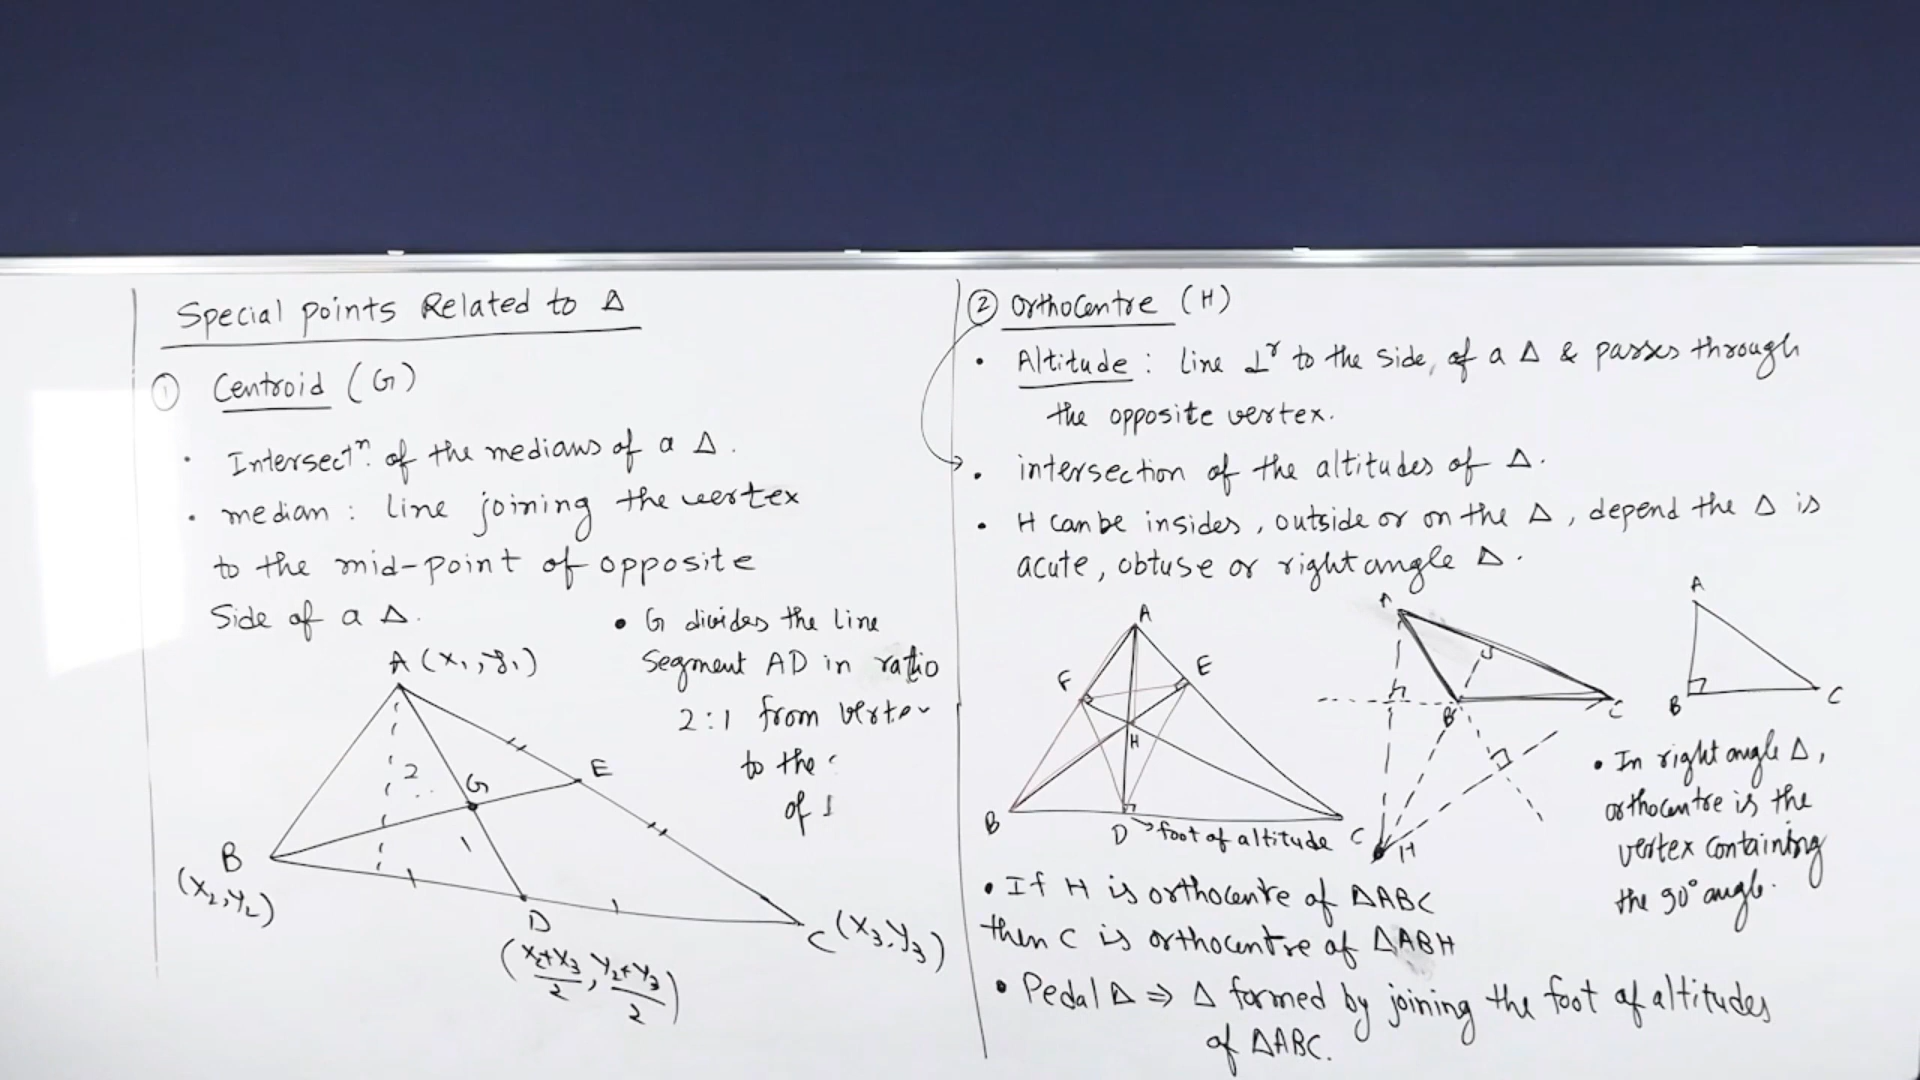 Special points Related to Δ
① Centroid (G)
• Intersectⁿ. of the medians of a Δ.
• median : line joining the vertex
to the mid-point of opposite
Side of a Δ.
• G divides the line
segment AD in ratio
2:1 from
to the
of
A (x₁, y₁)
2
G
E
1
B
(x₂, y₂)
D
C (x₃, y₃)
(x₂+x₃/2, y₂+y₃/2)
② Orthocentre (H)
• Altitude : line ⊥ʳ to the side, of a Δ & passes through
the opposite vertex.
• intersection of the altitudes of Δ.
• H can be insides, outside or on the Δ, depend the Δ is
acute, obtuse or right angle Δ.
A
F
E
H
B
D → foot of altitude
C
A
B
C
H
A
B
C
• In right angle Δ,
orthocentre is the
vertex containing
the 90° angle.
• If H is orthocentre of ΔABC
then C is orthocentre of ΔABH
• Pedal Δ ⇒ Δ formed by joining the foot of altitudes
of ΔABC.